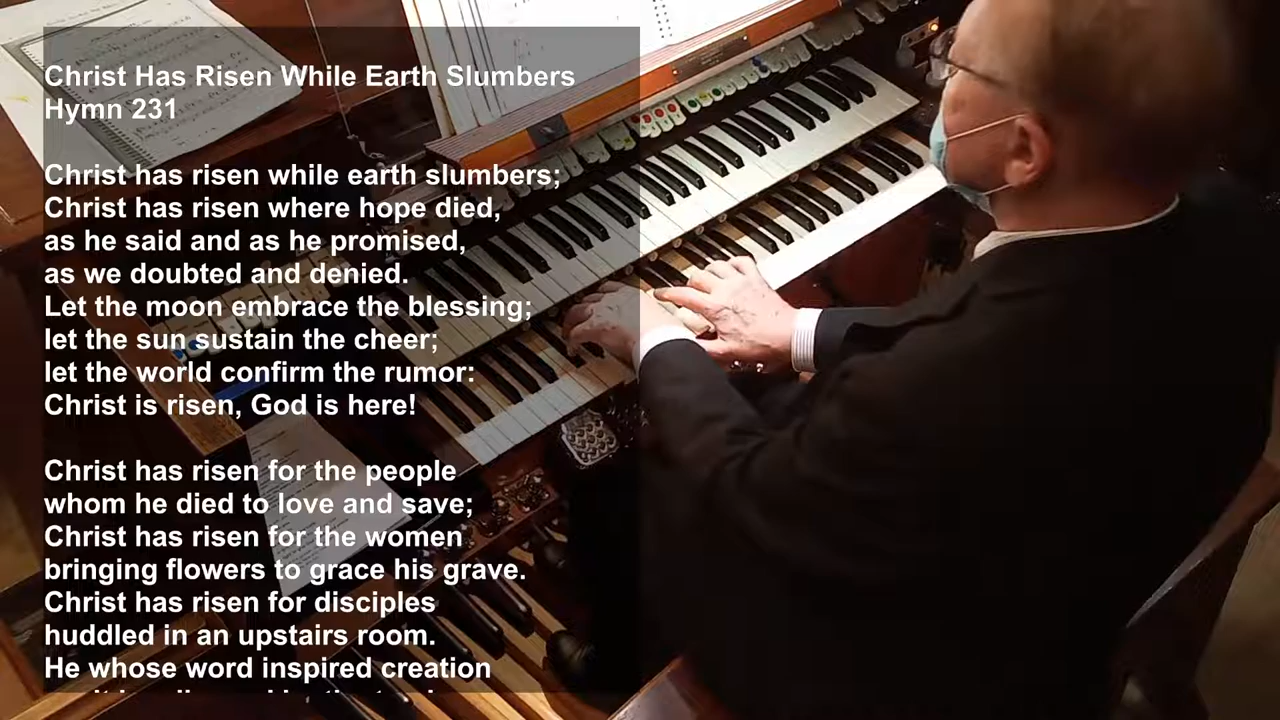 Christ Has Risen While Earth Slumbers
Hymn 231
Christ has risen while earth slumbers;
Christ has risen where hope died,
as he said and as he promised,
as we doubted and denied.
Let the moon embrace the blessing;
let the sun sustain the cheer;
let the world confirm the rumor:
Christ is risen, God is here!
Christ has risen for the people
whom he died to love and save;
Christ has risen for the women
bringing flowers to grace his grave.
Christ has risen for disciples
huddled in an upstairs room.
He whose word inspired creation